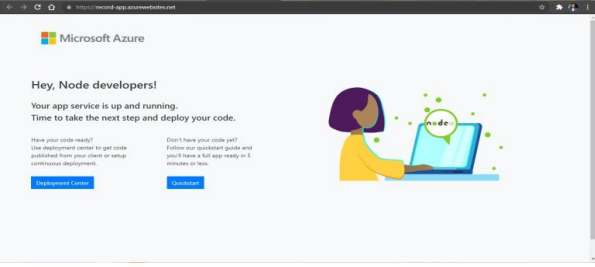 https://record-app.azurewebsites.net
Microsoft Azure
Hey, Node developers!
Your app service is up and running.
Time to take the next step and deploy your code.
Have your code ready?
Use deployment center to get code
published from your client or setup
continuous deployment.
Deployment Center
Don't have your code yet?
Follow our quickstart guide and
you'll have a full app ready in 5
minutes or less.
Quickstart
node